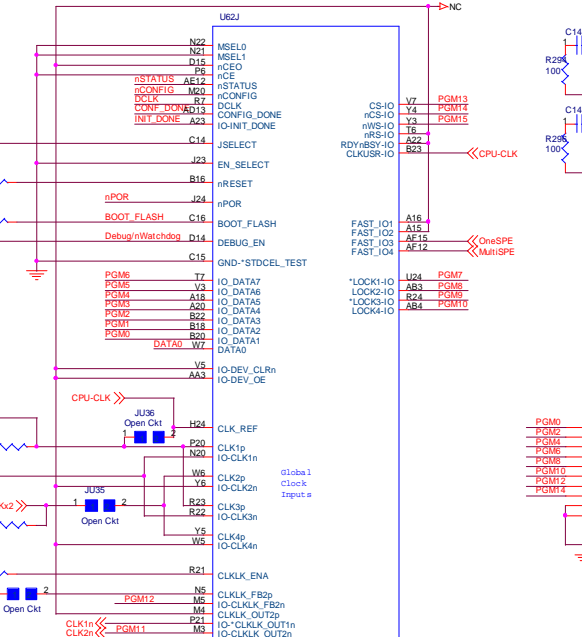 NC
U62J
N22 MSEL0
N21 MSEL1
D15 nCEO
P6 nCE
nSTATUS AE12 nSTATUS
nCONFIG M20 nCONFIG
DCLK R7 DCLK
CONF_DONE AD13 CONFIG_DONE
INIT_DONE A23 IO-INIT_DONE
C14 JSELECT
J23 EN_SELECT
B16 nRESET
nPOR J24 nPOR
BOOT_FLASH C16 BOOT_FLASH
Debug/nWatchdog D14 DEBUG_EN
C15 GND-*STDCEL_TEST
PGM6 T7 IO_DATA7
PGM5 V3 IO_DATA6
PGM4 A18 IO_DATA5
PGM3 A20 IO_DATA4
PGM2 B22 IO_DATA3
PGM1 B18 IO_DATA2
PGM0 B20 IO_DATA1
DATA0 W7 DATA0
V5 IO-DEV_CLRn
AA3 IO-DEV_OE
CPU-CLK
JU36
Open Ckt
1 2
H24 CLK_REF
P20 CLK1p
N20 IO-CLK1n
W6 CLK2p
Y6 IO-CLK2n
Kx2
JU35
1 2
Open Ckt
R23 CLK3p
R22 IO-CLK3n
Y5 CLK4p
W5 IO-CLK4n
R21 CLKLK_ENA
2
Open Ckt
N5 CLKLK_FB2p
PGM12 M5 IO-CLKLK_FB2n
M4 CLKLK_OUT2p
CLK1n P21 IO-*CLKLK_OUT1n
CLK2n PGM11 M3 IO-CLKLK_OUT2n
Global
Clock
Inputs
CS-IO V7 PGM13
nCS-IO Y4 PGM14
nWS-IO Y3 PGM15
nRS-IO T6
RDYnBSY-IO A22
CLKUSR-IO B23 CPU-CLK
FAST_IO1 A16
FAST_IO2 A15
FAST_IO3 AF15 OneSPE
FAST_IO4 AF12 MultiSPE
*LOCK1-IO U24 PGM7
LOCK2-IO AB3 PGM8
*LOCK3-IO R24 PGM9
LOCK4-IO AB4 PGM10
C14
1
R294
100
C14
1
R295
100
PGM0
PGM2
PGM4
PGM6
PGM8
PGM10
PGM12
PGM14